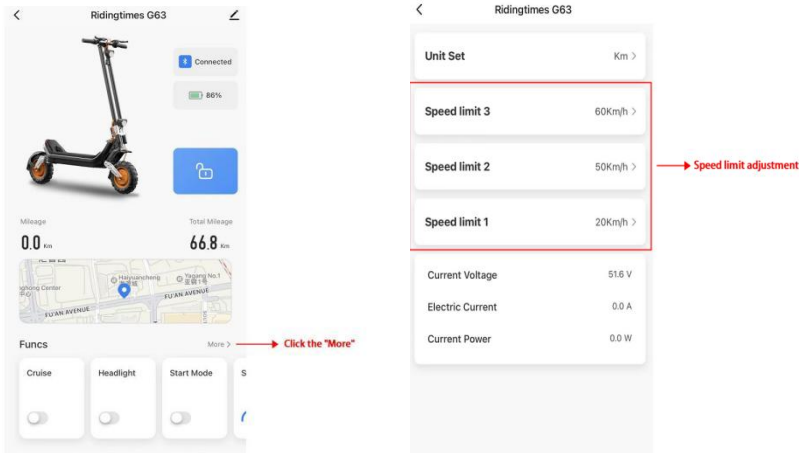 Ridingtimes G63
Connected
86%
Mileage
Total Mileage
0.0 Km
66.8 Km
Haiyuancheng
Yagang No.1
FU'AN AVENUE
FU'AN AVENUE
Funcs
More >
Click the "More"
Cruise
Headlight
Start Mode
S
Ridingtimes G63
Unit Set
Km >
Speed limit 3
60Km/h >
Speed limit 2
50Km/h >
Speed limit adjustment
Speed limit 1
20Km/h >
Current Voltage
51.6 V
Electric Current
0.0 A
Current Power
0.0 W